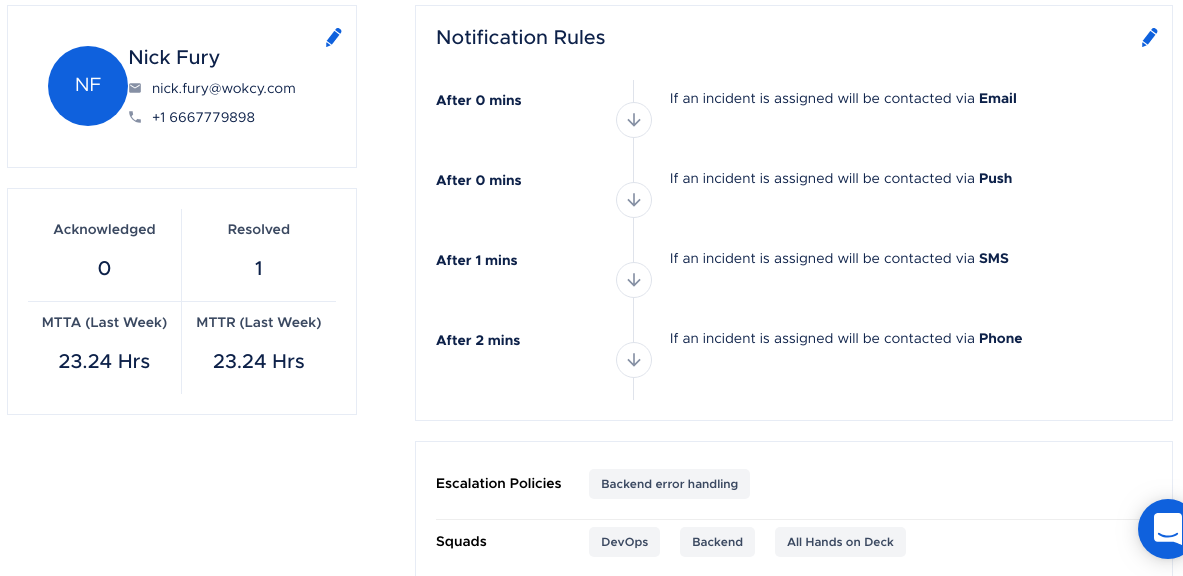 NF
Nick Fury
nick.fury@wokcy.com
+1 6667779898
Acknowledged
0
Resolved
1
MTTA (Last Week)
23.24 Hrs
MTTR (Last Week)
23.24 Hrs
Notification Rules
After 0 mins
If an incident is assigned will be contacted via Email
After 0 mins
If an incident is assigned will be contacted via Push
After 1 mins
If an incident is assigned will be contacted via SMS
After 2 mins
If an incident is assigned will be contacted via Phone
Escalation Policies
Backend error handling
Squads
DevOps
Backend
All Hands on Deck